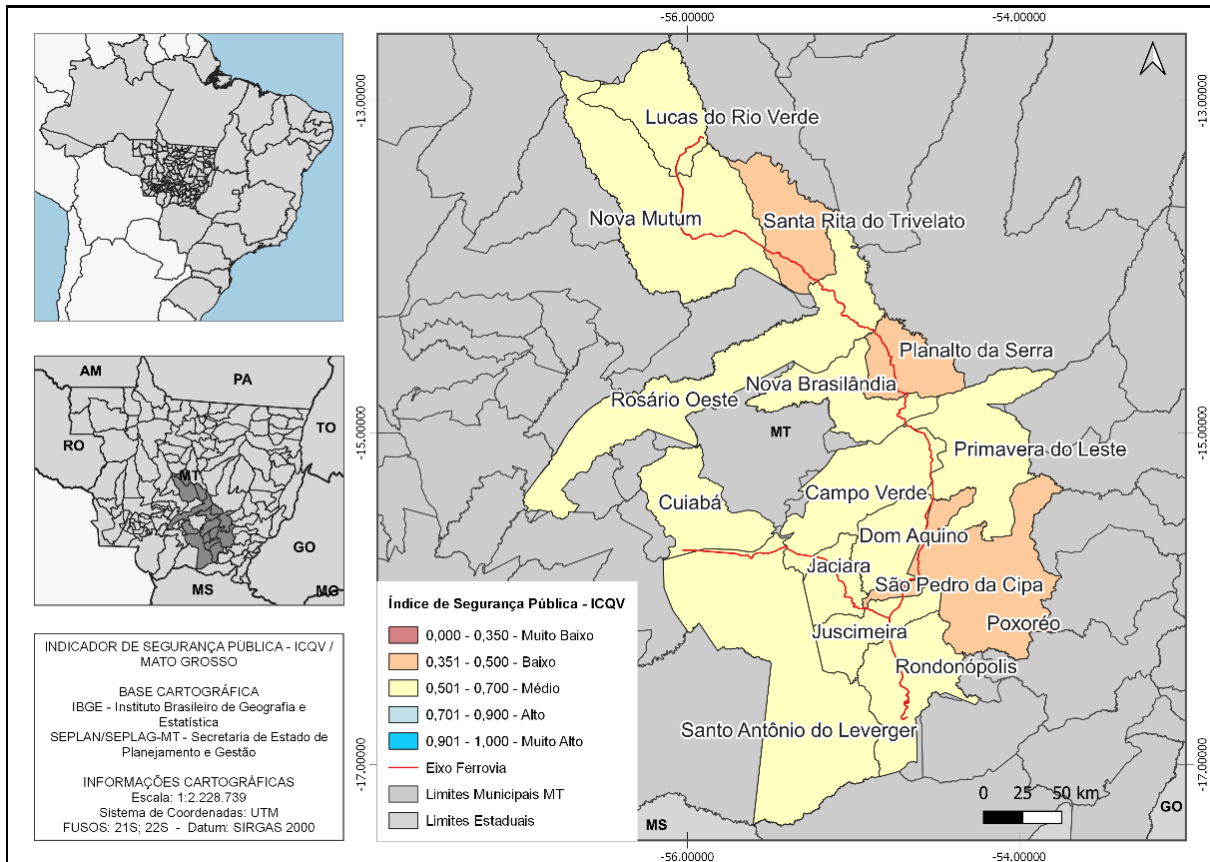 -56.00000
-54.00000
-13.00000
-13.00000
Lucas do Rio Verde
Nova Mutum
Santa Rita do Trivelato
Planalto da Serra
Nova Brasilândia
Rosário Oeste
MT
-15.00000
-15.00000
Primavera do Leste
Campo Verde
Cuiabá
Dom Aquino
Jaciara
São Pedro da Cipa
Poxoréo
Juscimeira
Rondonópolis
Santo Antônio do Leverger
-17.00000
-17.00000
0 25 50 km
MS
GO
-56.00000
-54.00000
AM
PA
TO
RO
MT
GO
MS
MG
Índice de Segurança Pública - ICQV
0,000 - 0,350 - Muito Baixo
0,351 - 0,500 - Baixo
0,501 - 0,700 - Médio
0,701 - 0,900 - Alto
0,901 - 1,000 - Muito Alto
Eixo Ferrovia
Limites Municipais MT
Limites Estaduais
INDICADOR DE SEGURANÇA PÚBLICA - ICQV /
MATO GROSSO
BASE CARTOGRÁFICA
IBGE - Instituto Brasileiro de Geografia e
Estatística
SEPLAN/SEPLAG-MT - Secretaria de Estado de
Planejamento e Gestão
INFORMAÇÕES CARTOGRÁFICAS
Escala: 1:2.228.739
Sistema de Coordenadas: UTM
FUSOS: 21S; 22S - Datum: SIRGAS 2000